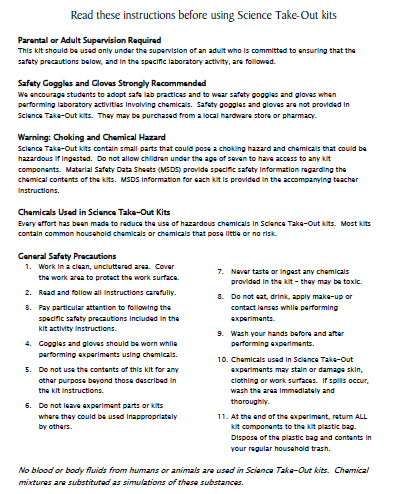 Read these instructions before using Science Take-Out kits
Parental or Adult Supervision Required
This kit should be used only under the supervision of an adult who is committed to ensuring that the
safety precautions below, and in the specific laboratory activity, are followed.
Safety Goggles and Gloves Strongly Recommended
We encourage students to adopt safe lab practices and to wear safety goggles and gloves when
performing laboratory activities involving chemicals. Safety goggles and gloves are not provided in
Science Take-Out kits. They may be purchased from a local hardware store or pharmacy.
Warning: Choking and Chemical Hazard
Science Take-Out kits contain small parts that could pose a choking hazard and chemicals that could be
hazardous if ingested. Do not allow children under the age of seven to have access to any kit
components. Material Safety Data Sheets (MSDS) provide specific safety information regarding the
chemical contents of the kits. MSDS information for each kit is provided in the accompanying teacher
instructions.
Chemicals Used in Science Take-Out Kits
Every effort has been made to reduce the use of hazardous chemicals in Science Take-Out kits. Most kits
contain common household chemicals or chemicals that pose little or no risk.
General Safety Precautions
1. Work in a clean, uncluttered area. Cover
the work area to protect the work surface.
2. Read and follow all instructions carefully.
3. Pay particular attention to following the
specific safety precautions included in the
kit activity instructions.
4. Goggles and gloves should be worn while
performing experiments using chemicals.
5. Do not use the contents of this kit for any
other purpose beyond those described in
the kit instructions.
6. Do not leave experiment parts or kits
where they could be used inappropriately
by others.
7. Never taste or ingest any chemicals
provided in the kit – they may be toxic.
8. Do not eat, drink, apply make-up or
contact lenses while performing
experiments.
9. Wash your hands before and after
performing experiments.
10. Chemicals used in Science Take-Out
experiments may stain or damage skin,
clothing or work surfaces. If spills occur,
wash the area immediately and
thoroughly.
11. At the end of the experiment, return ALL
kit components to the kit plastic bag.
Dispose of the plastic bag and contents in
your regular household trash.
No blood or body fluids from humans or animals are used in Science Take-Out kits. Chemical
mixtures are substituted as simulations of these substances.